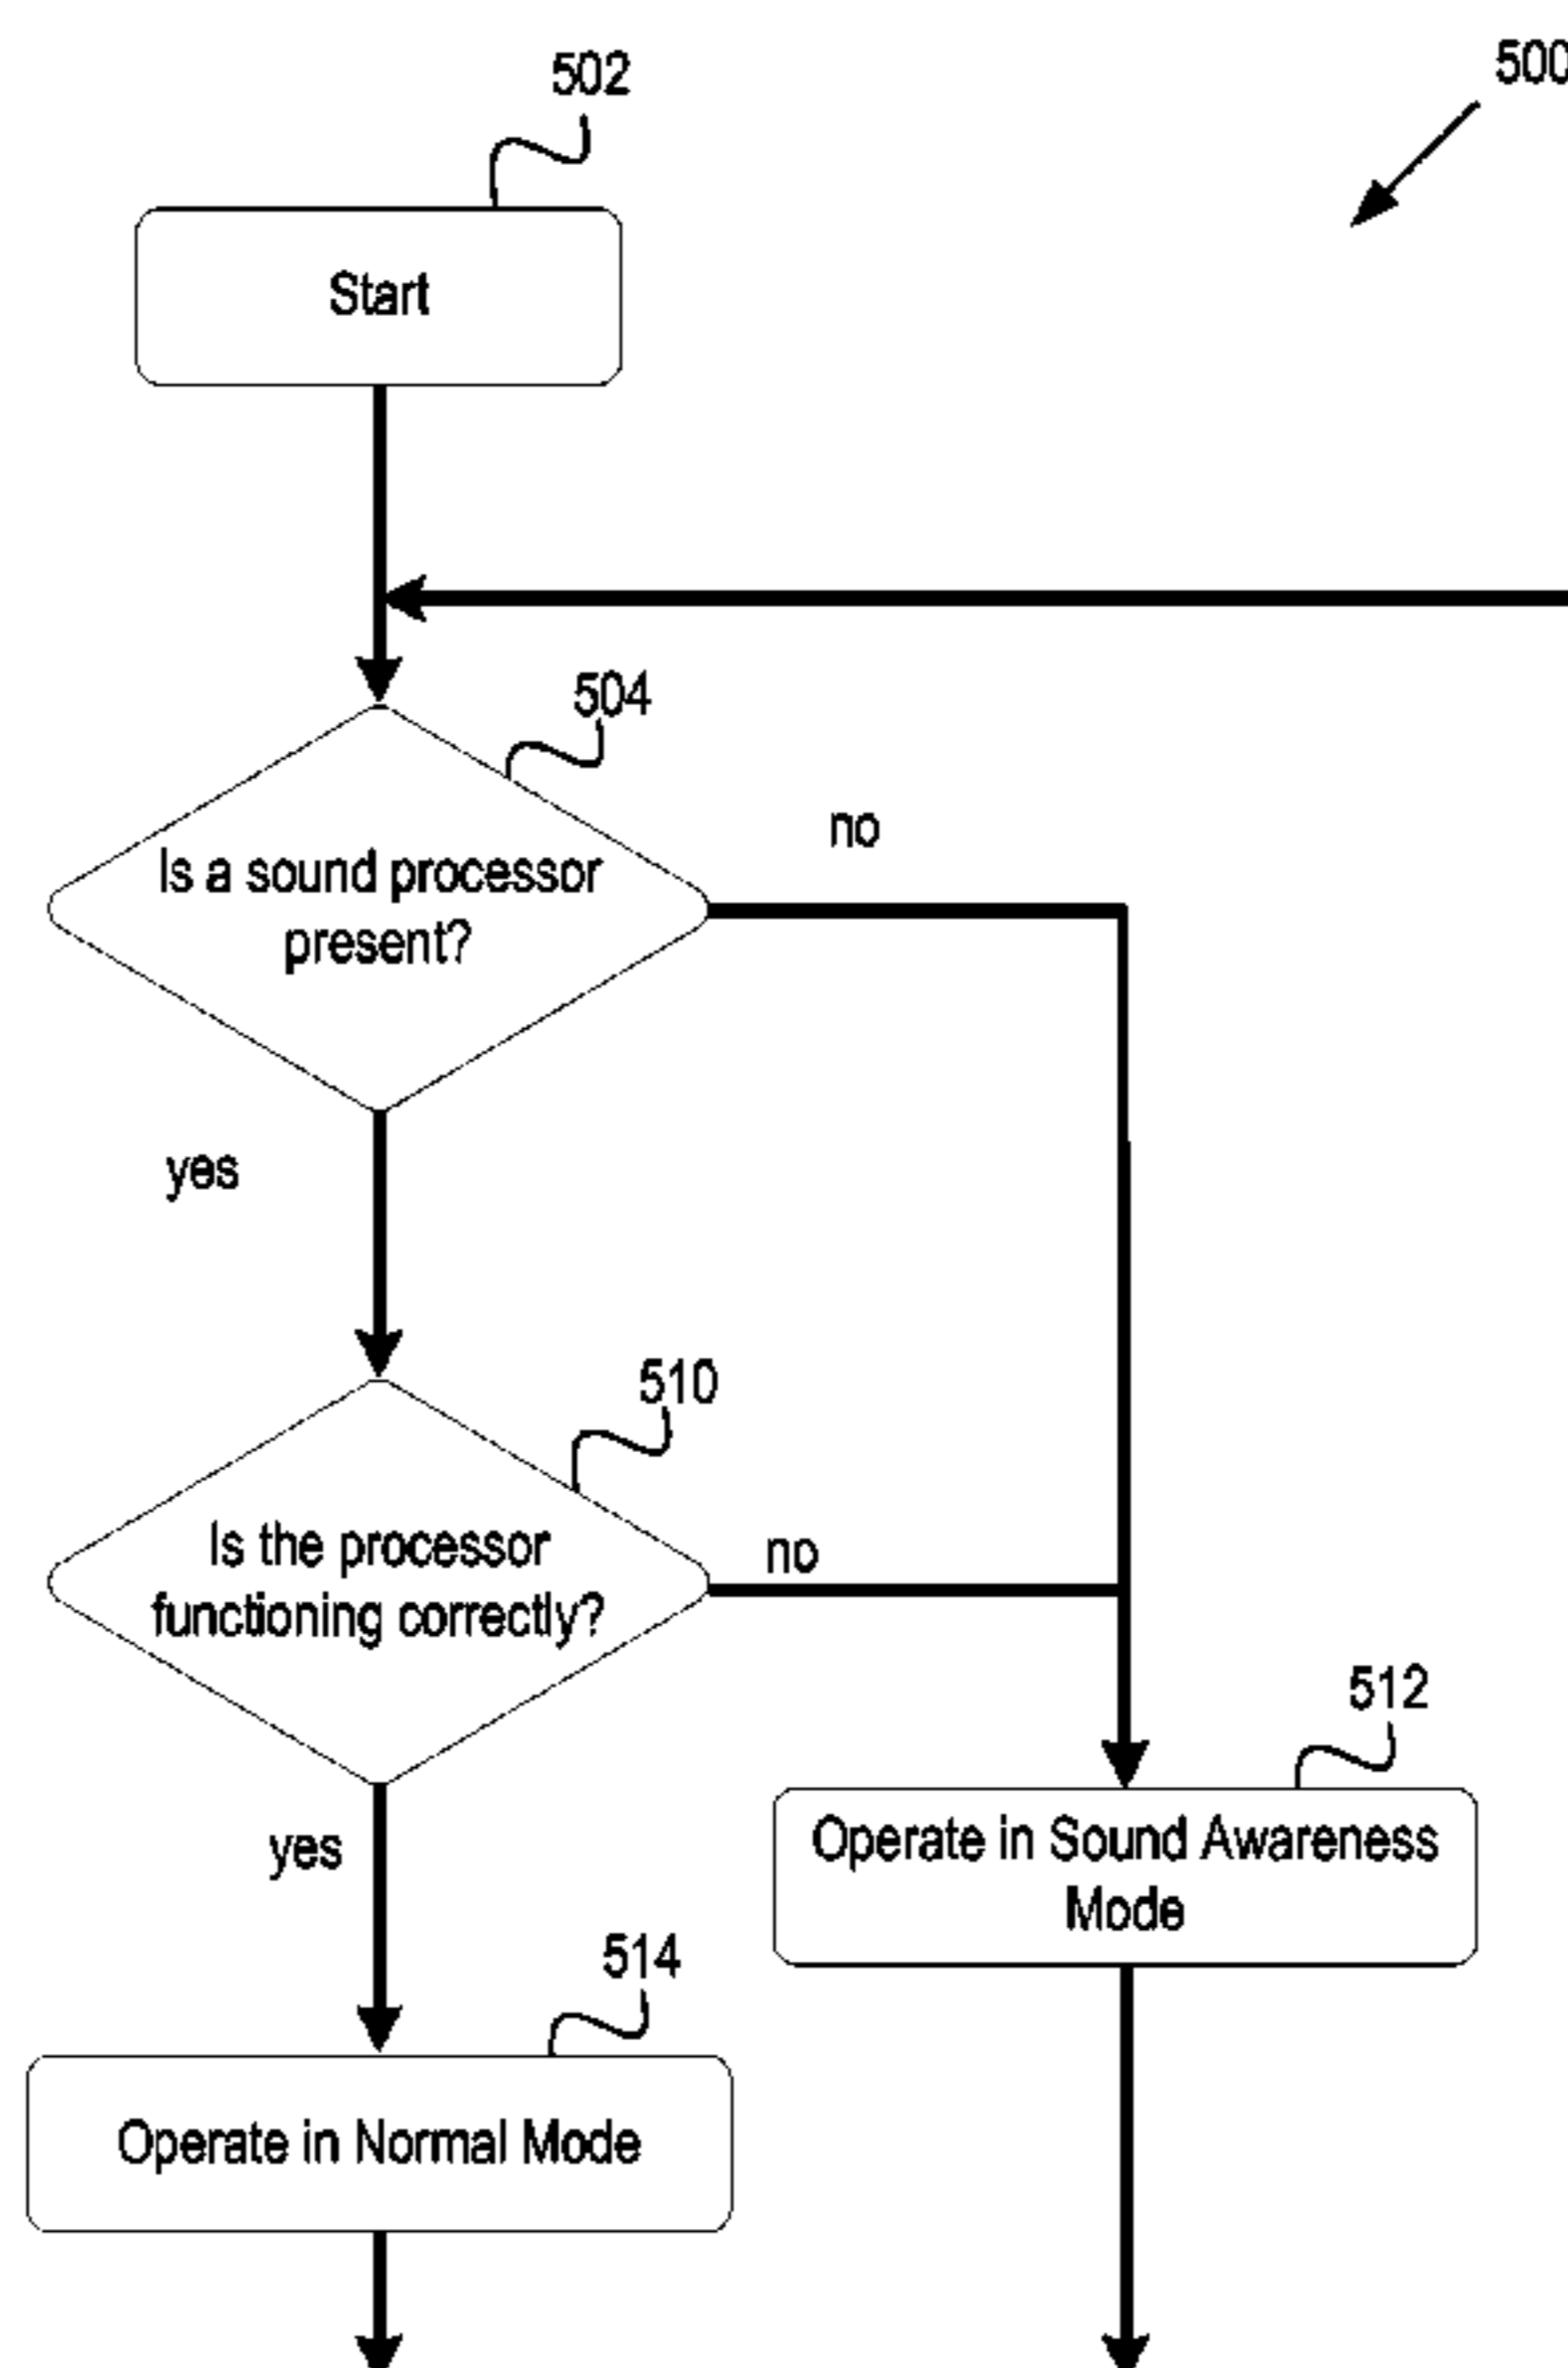 502
500
Start
504
no
Is a sound processor
present?
yes
510
Is the processor
functioning correctly?
no
512
Operate in Sound Awareness
Mode
yes
514
Operate in Normal Mode